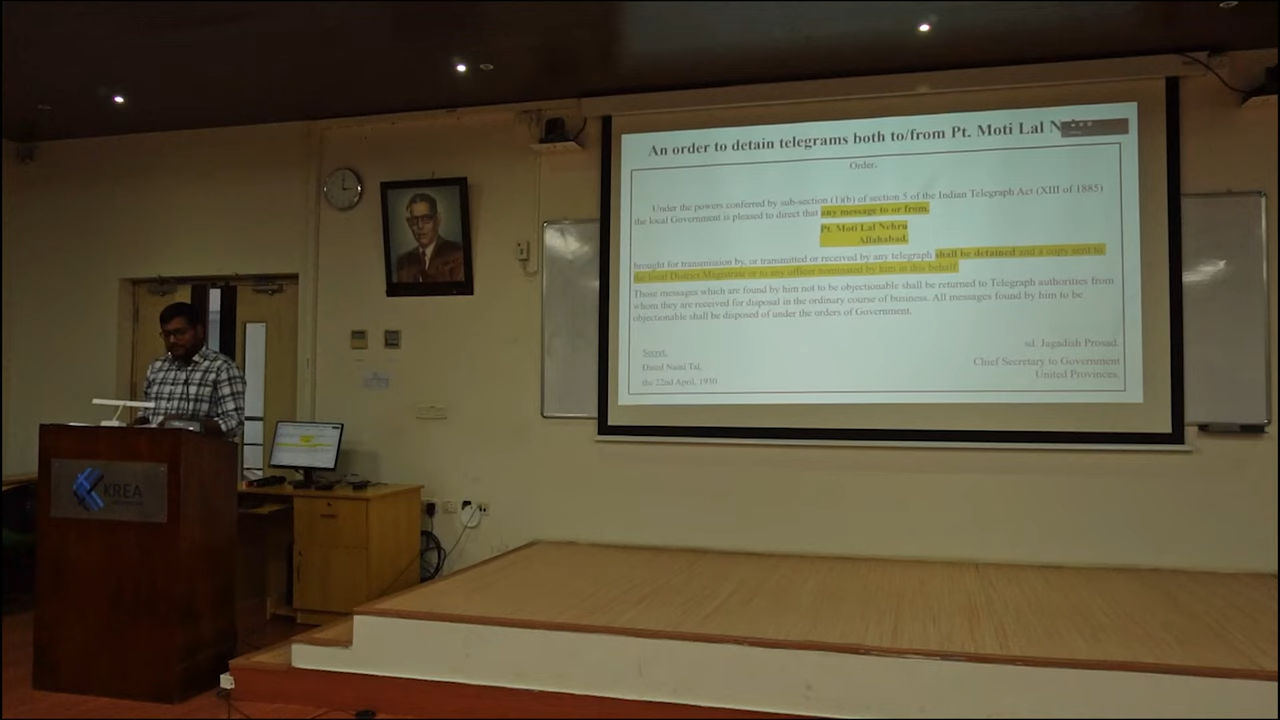 An order to detain telegrams both to/from Pt. Moti Lal
Order.
Under the powers conferred by sub-section (1)(b) of section 5 of the Indian Telegraph Act (XIII of 1885)
the local Government is pleased to direct that any message to or from,
Pt. Moti Lal Nehru
Allahabad.
brought for transmission by, or transmitted or received by any telegraph shall be detained and a copy sent to
the local District Magistrate or to any officer nominated by him in this behalf.
Those messages which are found by him not to be objectionable shall be returned to Telegraph authorities from
whom they are received for disposal in the ordinary course of business. All messages found by him to be
objectionable shall be disposed of under the orders of Government.
sd. Jagadish Prosad.
Chief Secretary to Government
United Provinces.
Secret.
Dated Naini Tal,
the 22nd April, 1930
KREA